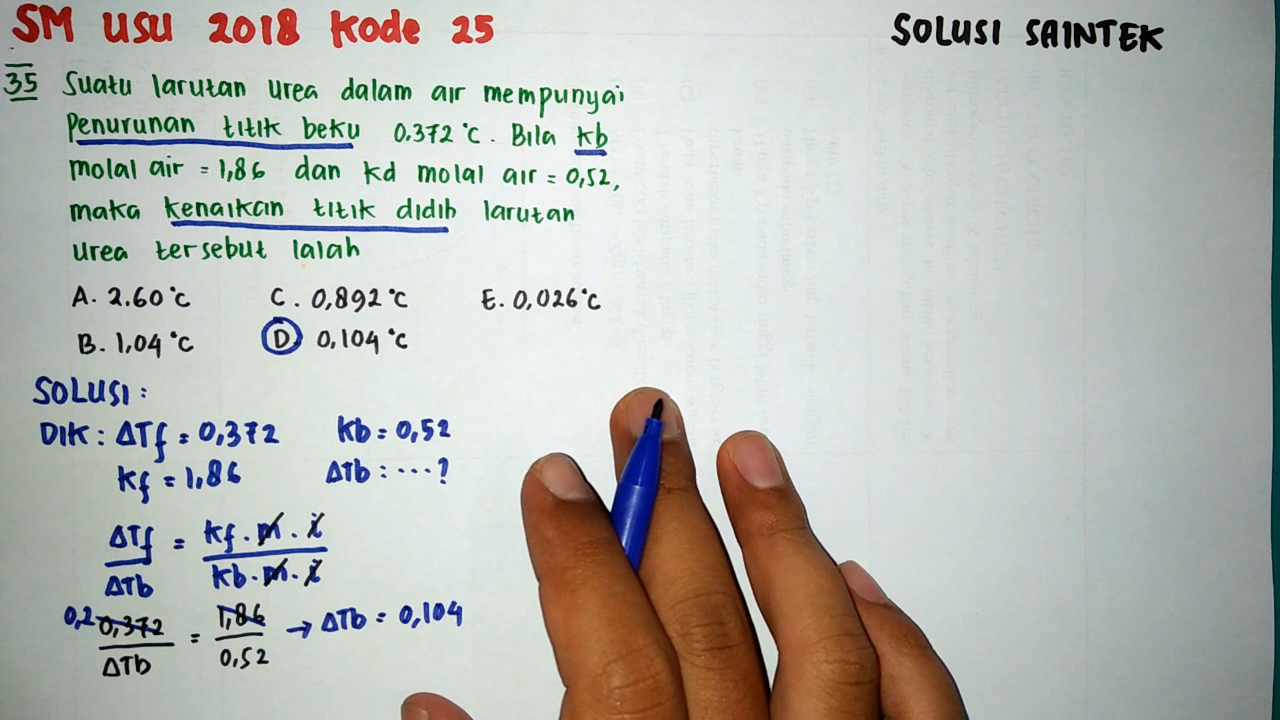 SM USU 2018 Kode 25
SOLUSI SAINTEK
35 Suatu larutan urea dalam air mempunyai
Penurunan titik beku 0.372 °C. Bila kb
molal air = 1,86 dan kd molal air = 0,52,
maka kenaikan titik didih larutan
urea tersebut ialah
A. 2.60 °C C. 0,892 °C E. 0,026 °C
B. 1,04 °C D. 0,104 °C
SOLUSI :
DIK : ΔTf = 0,372 kb = 0,52
kf = 1,86 ΔTb : ...?
ΔTf / ΔTb = kf . m . i / kb . m . i
0,2 0,372 / ΔTb = 1,86 / 0,52 → ΔTb = 0,104